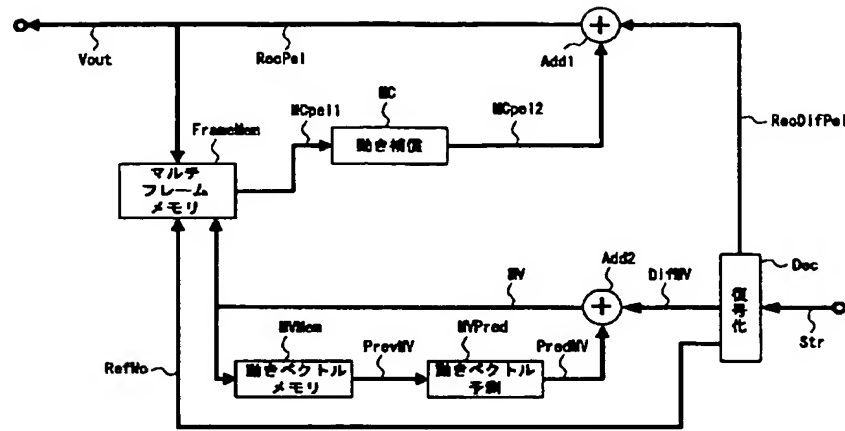 Vout
RecPel
Add1
MC
MCpel1
MCpel2
RecDifPel
FrameMem
動き補償
マルチ
フレーム
メモリ
Add2
Dec
MV
DifMV
復号化
Str
MVMem
MVPred
PrevMV
PredMV
RefNo
動きベクトル
メモリ
動きベクトル
予測